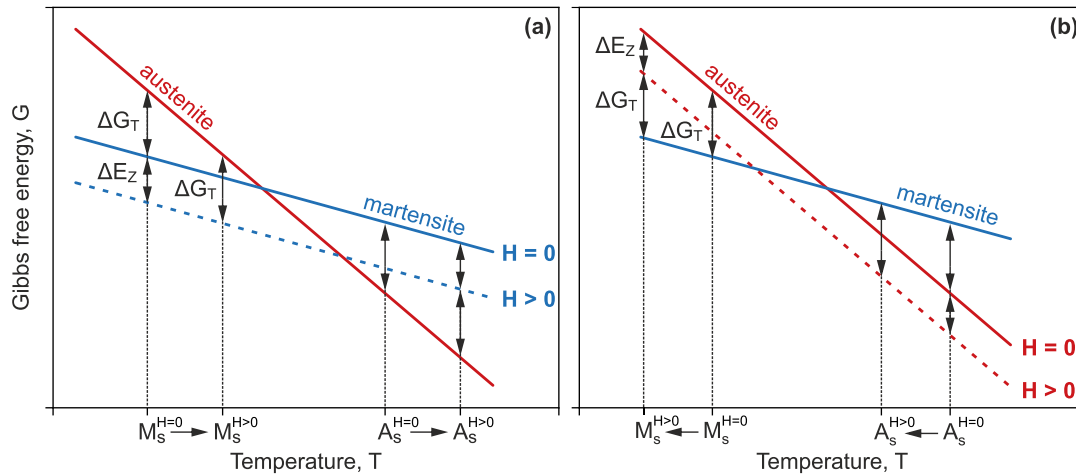 (a)
Gibbs free energy, G
austenite
ΔG_T
ΔE_Z
ΔG_T
martensite
H = 0
H > 0
M_s^{H=0} → M_s^{H>0}
A_s^{H=0} → A_s^{H>0}
Temperature, T
(b)
ΔE_Z
austenite
ΔG_T
ΔG_T
martensite
H = 0
H > 0
M_s^{H>0} ← M_s^{H=0}
A_s^{H>0} ← A_s^{H=0}
Temperature, T